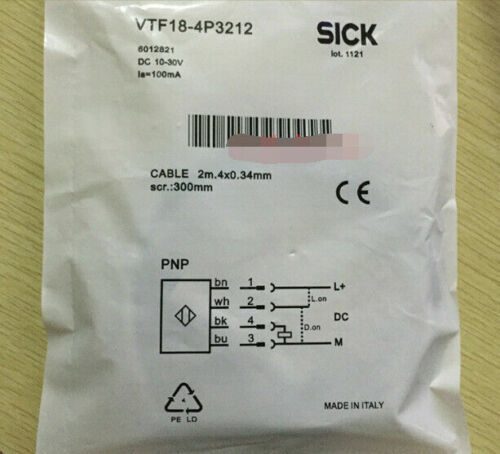 VTF18-4P3212
SICK
6012821
lot. 1121
DC 10-30V
Ia=100mA
CABLE 2m.4x0.34mm
scr.:300mm
CE
PNP
bn 1 L+
L.on
wh 2
DC
bk 4
D.on
bu 3 M
PE LD
MADE IN ITALY